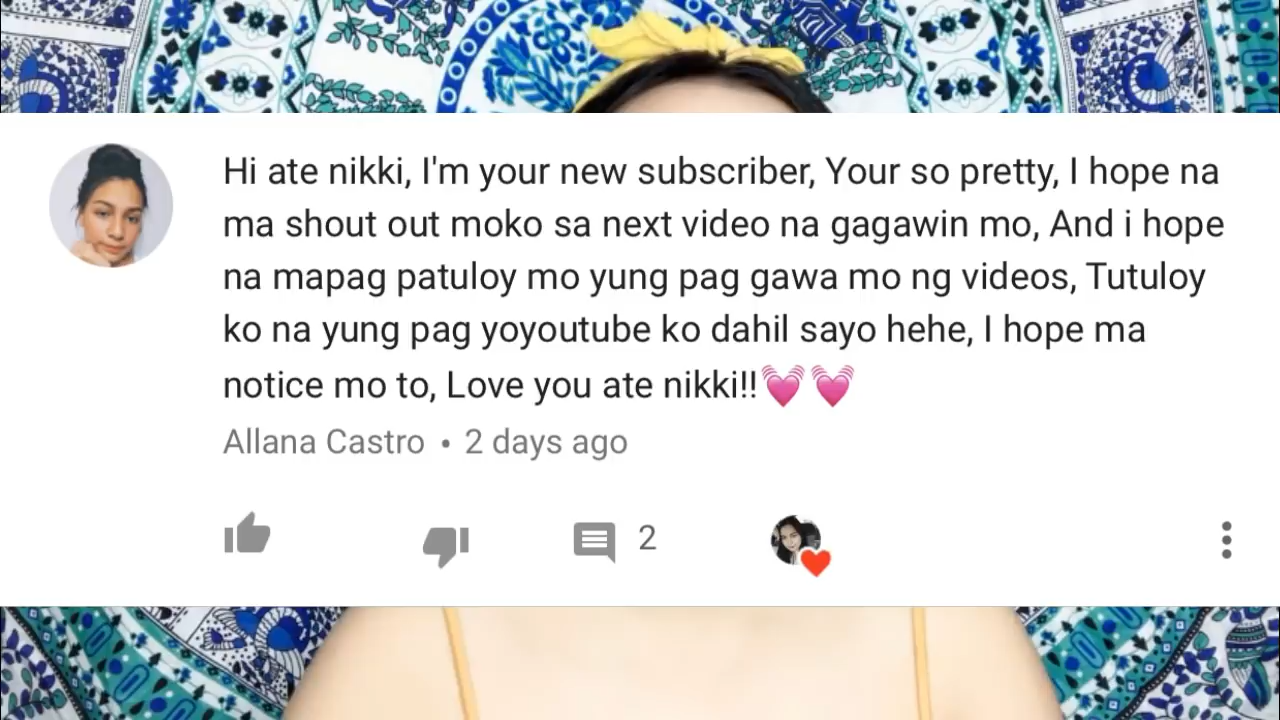 Hi ate nikki, I'm your new subscriber, Your so pretty, I hope na
ma shout out moko sa next video na gagawin mo, And i hope
na mapag patuloy mo yung pag gawa mo ng videos, Tutuloy
ko na yung pag yoyoutube ko dahil sayo hehe, I hope ma
notice mo to, Love you ate nikki!!💓💓
Allana Castro • 2 days ago
2